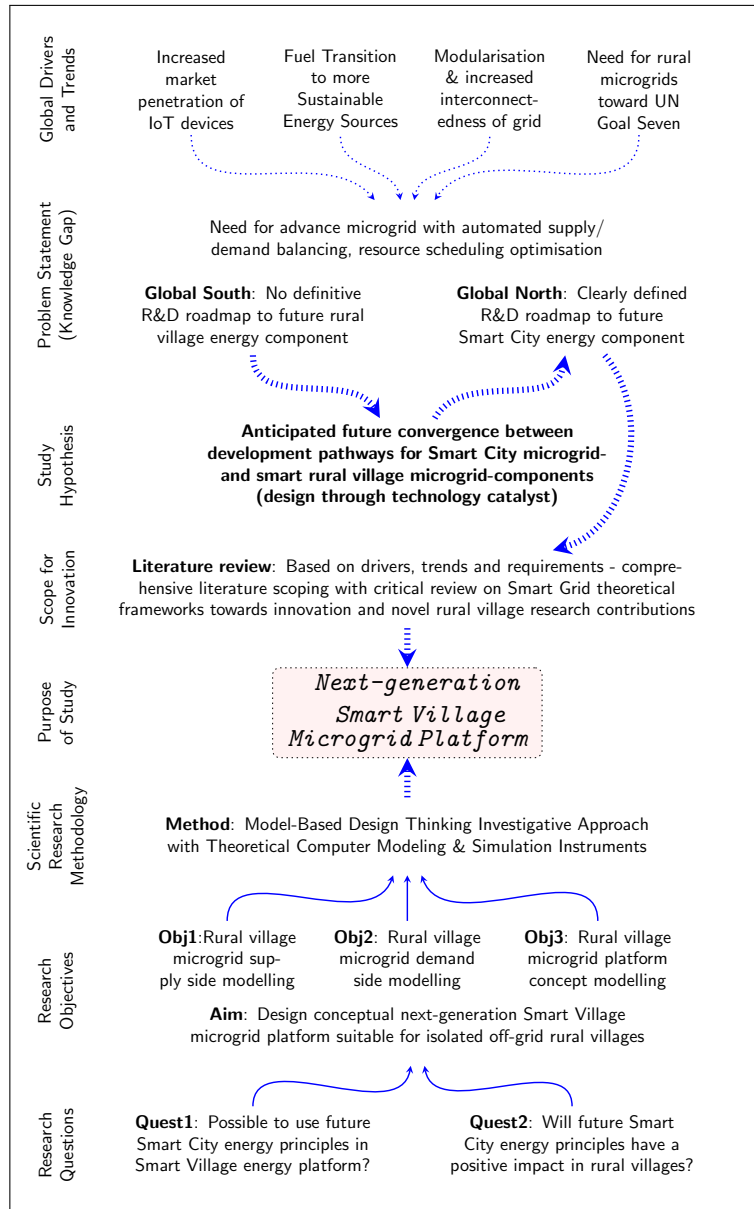 Global Drivers
and Trends
Increased
market
penetration of
IoT devices
Fuel Transition
to more
Sustainable
Energy Sources
Modularisation
& increased
interconnect-
edness of grid
Need for rural
microgrids
toward UN
Goal Seven
Problem Statement
(Knowledge Gap)
Need for advance microgrid with automated supply/
demand balancing, resource scheduling optimisation
Global South: No definitive
R&D roadmap to future rural
village energy component
Global North: Clearly defined
R&D roadmap to future
Smart City energy component
Study
Hypothesis
Anticipated future convergence between
development pathways for Smart City microgrid-
and smart rural village microgrid-components
(design through technology catalyst)
Scope for
Innovation
Literature review: Based on drivers, trends and requirements - compre-
hensive literature scoping with critical review on Smart Grid theoretical
frameworks towards innovation and novel rural village research contributions
Purpose
of Study
Next-generation
Smart Village
Microgrid Platform
Scientific
Research
Methodology
Method: Model-Based Design Thinking Investigative Approach
with Theoretical Computer Modeling & Simulation Instruments
Research
Objectives
Obj1:Rural village
microgrid sup-
ply side modelling
Obj2: Rural village
microgrid demand
side modelling
Obj3: Rural village
microgrid platform
concept modelling
Aim: Design conceptual next-generation Smart Village
microgrid platform suitable for isolated off-grid rural villages
Research
Questions
Quest1: Possible to use future
Smart City energy principles in
Smart Village energy platform?
Quest2: Will future Smart
City energy principles have a
positive impact in rural villages?